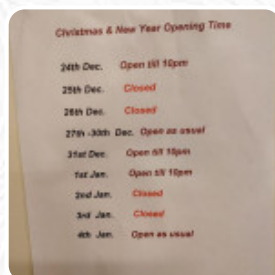 Christmas & New Year Opening Time
24th Dec. Open till 10pm
25th Dec. Closed
26th Dec. Closed
27th -30th Dec. Open as usual
31st Dec. Open till 10pm
1st Jan. Open till 10pm
2nd Jan. Closed
3rd Jan. Closed
4th Jan. Open as usual